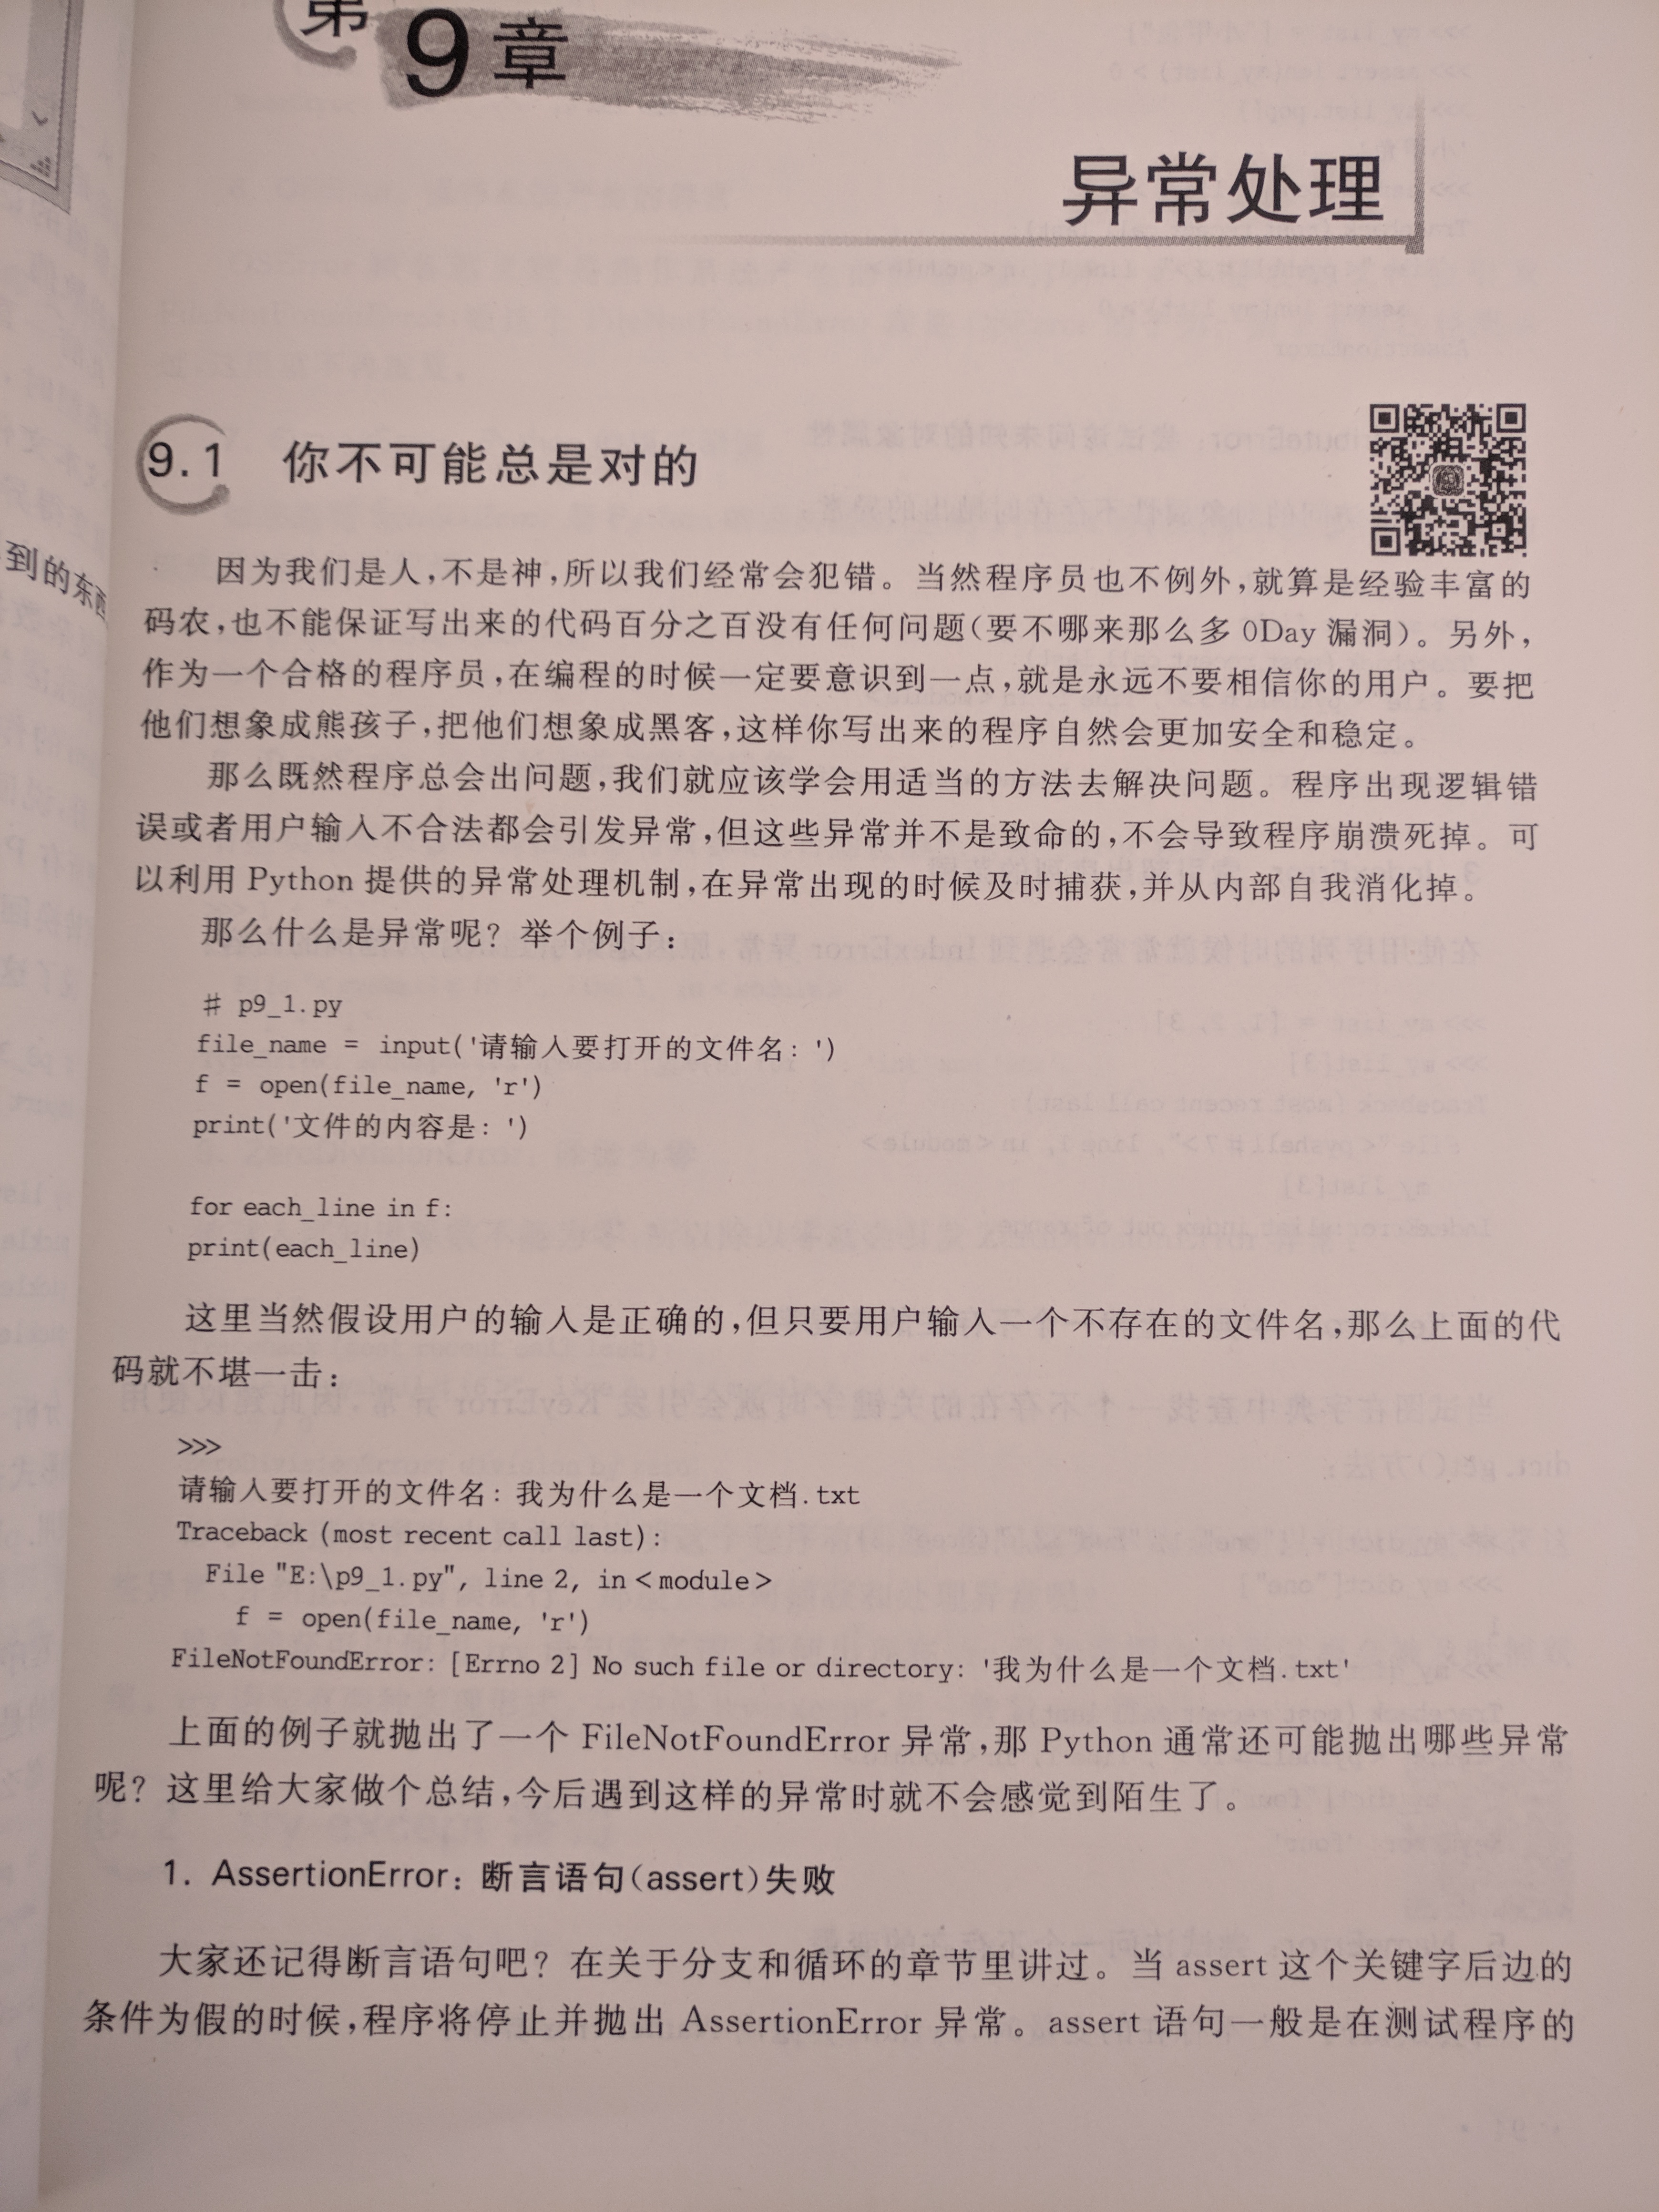 第9章
异常处理
9.1 你不可能总是对的
因为我们是人,不是神,所以我们经常会犯错。当然程序员也不例外,就算是经验丰富的
码农,也不能保证写出来的代码百分之百没有任何问题(要不哪来那么多 0Day 漏洞)。另外,
作为一个合格的程序员,在编程的时候一定要意识到一点,就是永远不要相信你的用户。要把
他们想象成熊孩子,把他们想象成黑客,这样你写出来的程序自然会更加安全和稳定。
那么既然程序总会出问题,我们就应该学会用适当的方法去解决问题。程序出现逻辑错
误或者用户输入不合法都会引发异常,但这些异常并不是致命的,不会导致程序崩溃死掉。可
以利用 Python 提供的异常处理机制,在异常出现的时候及时捕获,并从内部自我消化掉。
那么什么是异常呢？举个例子：
# p9_1.py
file_name = input('请输入要打开的文件名：')
f = open(file_name, 'r')
print('文件的内容是：')
for each_line in f:
print(each_line)
这里当然假设用户的输入是正确的,但只要用户输入一个不存在的文件名,那么上面的代
码就不堪一击：
>>>
请输入要打开的文件名：我为什么是一个文档.txt
Traceback (most recent call last):
File "E:\p9_1.py", line 2, in <module>
f = open(file_name, 'r')
FileNotFoundError: [Errno 2] No such file or directory: '我为什么是一个文档.txt'
上面的例子就抛出了一个 FileNotFoundError 异常,那 Python 通常还可能抛出哪些异常
呢？这里给大家做个总结,今后遇到这样的异常时就不会感觉到陌生了。
1. AssertionError：断言语句(assert)失败
大家还记得断言语句吧？在关于分支和循环的章节里讲过。当 assert 这个关键字后边的
条件为假的时候,程序将停止并抛出 AssertionError 异常。assert 语句一般是在测试程序的
到的东西